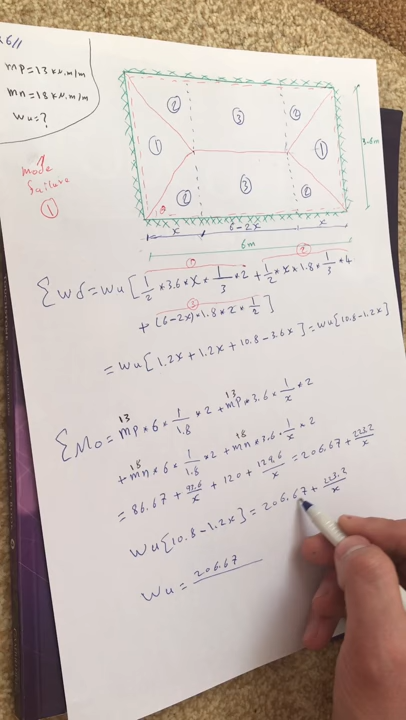 mp=13 kN.m/m
mn=18 kN.m/m
Wu=?
mode
failure
①
② ③ ②
① ①
② ③ ②
θ
x 6-2x x
6m
3.6m
① ②
ΣWδ=Wu[1/2*3.6*x*1/3*2+1/2*x*1.8*1/3*4
③
+(6-2x)*1.8*2*1/2]
=Wu[1.2x+1.2x+10.8-3.6x]=Wu[10.8-1.2x]
13 13
ΣMθ=mp*6*1/1.8*2+mp*3.6*1/x*2
18 18
+mn*6*1/1.8*2+mn*3.6*1/x*2
=86.67+93.6/x+120+129.6/x=206.67+223.2/x
Wu[10.8-1.2x]=206.67+223.2/x
Wu=206.67